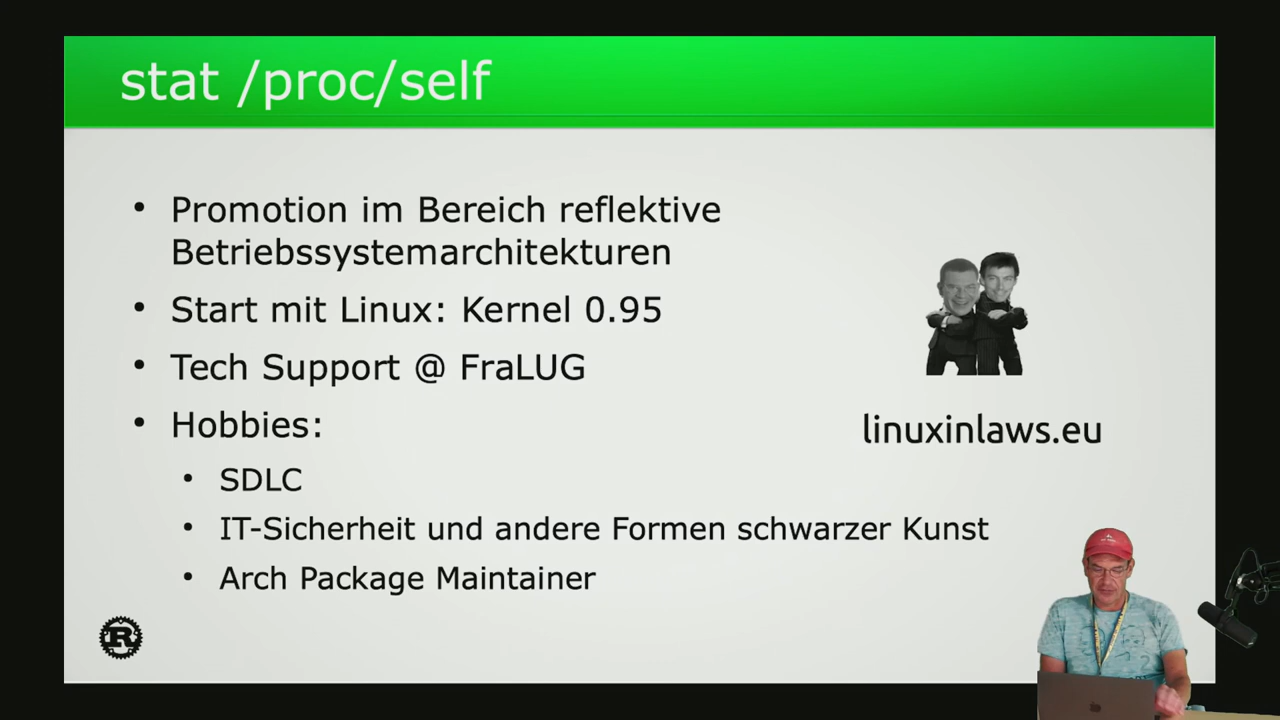 stat /proc/self
Promotion im Bereich reflektive
Betriebssystemarchitekturen
Start mit Linux: Kernel 0.95
Tech Support @ FraLUG
Hobbies:
SDLC
IT-Sicherheit und andere Formen schwarzer Kunst
Arch Package Maintainer
linuxinlaws.eu
R